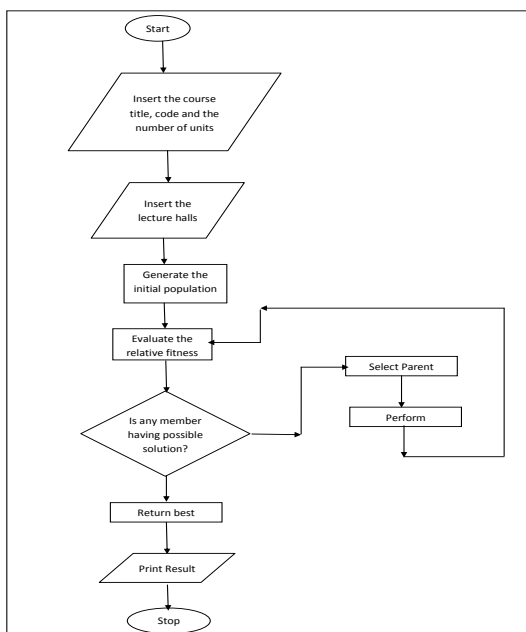 Start
Insert the course
title, code and the
number of units
Insert the
lecture halls
Generate the
initial population
Evaluate the
relative fitness
Is any member
having possible
solution?
Select Parent
Perform
Return best
Print Result
Stop